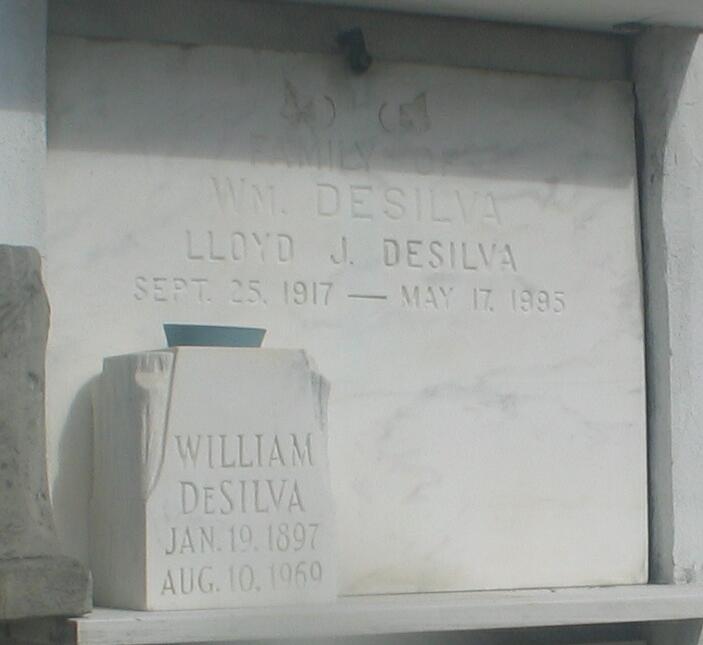 FAMILY OF
WM. DESILVA
LLOYD J. DESILVA
SEPT. 25, 1917 — MAY 17, 1995
WILLIAM
DESILVA
JAN. 19. 1897
AUG. 10, 1969